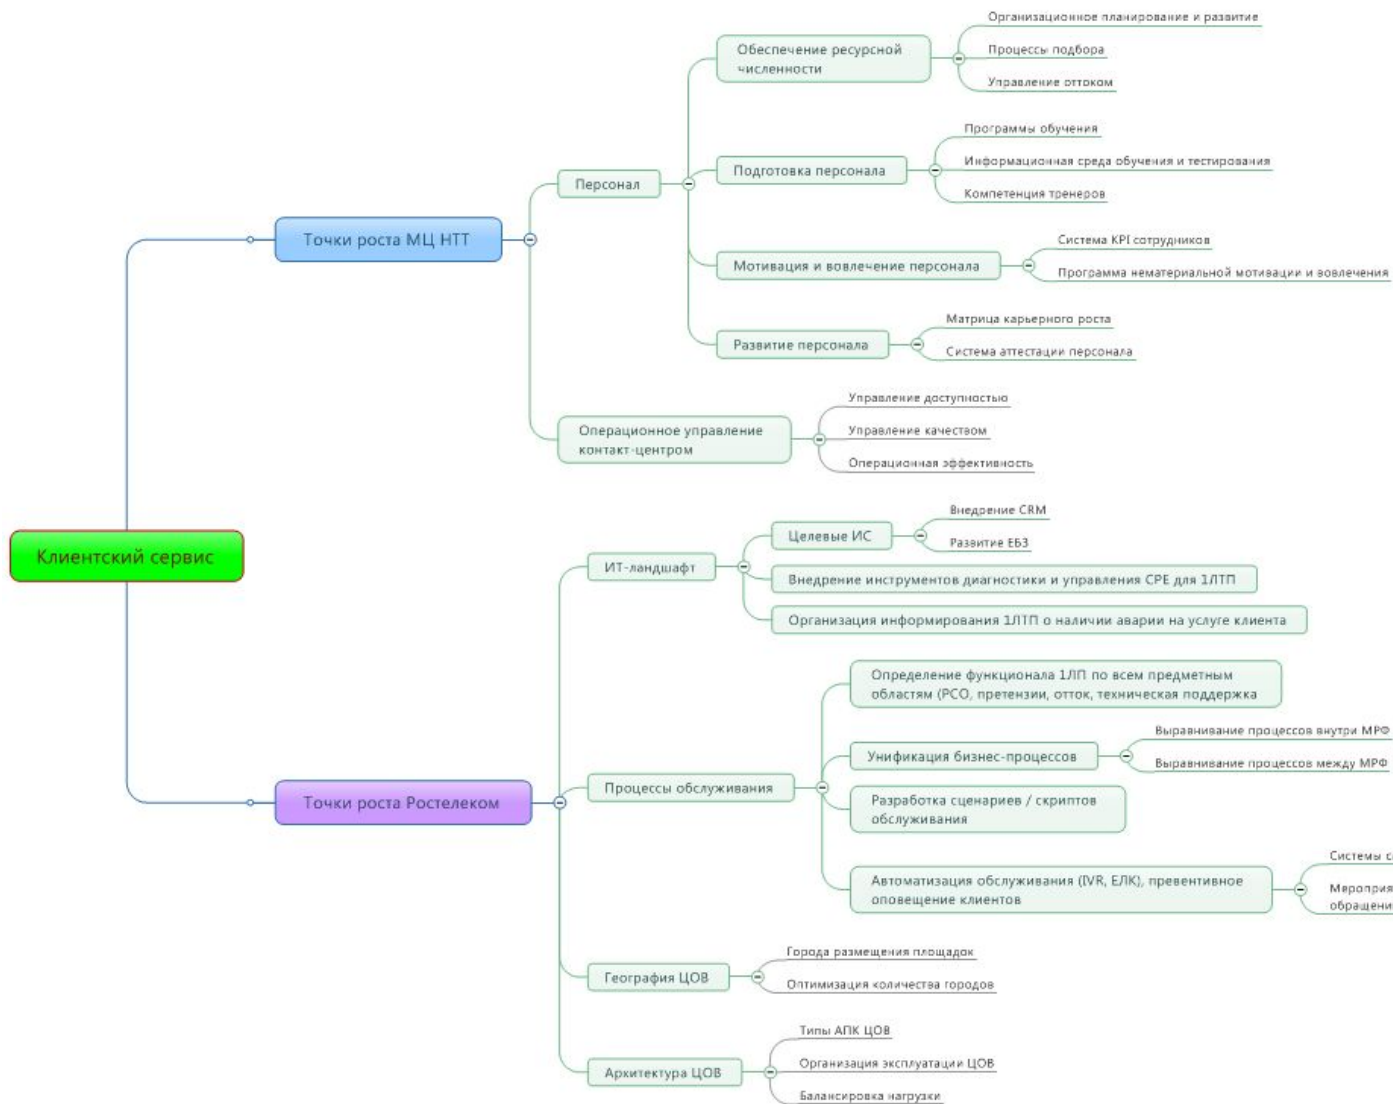 Организационное планирование и развитие
Обеспечение ресурсной
численности
Процессы подбора
Управление оттоком
Программы обучения
Подготовка персонала
Информационная среда обучения и тестирования
Компетенция тренеров
Персонал
Точки роста МЦ НТТ
Система KPI сотрудников
Мотивация и вовлечение персонала
Программа нематериальной мотивации и вовлечения
Матрица карьерного роста
Развитие персонала
Система аттестации персонала
Управление доступностью
Операционное управление
контакт-центром
Управление качеством
Операционная эффективность
Клиентский сервис
Внедрение CRM
Целевые ИС
Развитие ЕБЗ
ИТ-ландшафт
Внедрение инструментов диагностики и управления CPE для 1ЛТП
Организация информирования 1ЛТП о наличии аварии на услуге клиента
Определение функционала 1ЛП по всем предметным
областям (РСО, претензии, отток, техническая поддержка
Выравнивание процессов внутри МРФ
Унификация бизнес-процессов
Выравнивание процессов между МРФ
Процессы обслуживания
Точки роста Ростелеком
Разработка сценариев / скриптов
обслуживания
Системы
Автоматизация обслуживания (IVR, ЕЛК), превентивное
оповещение клиентов
Города размещения площадок
География ЦОВ
Оптимизация количества городов
Типы АПК ЦОВ
Архитектура ЦОВ
Организация эксплуатации ЦОВ
Балансировка нагрузки